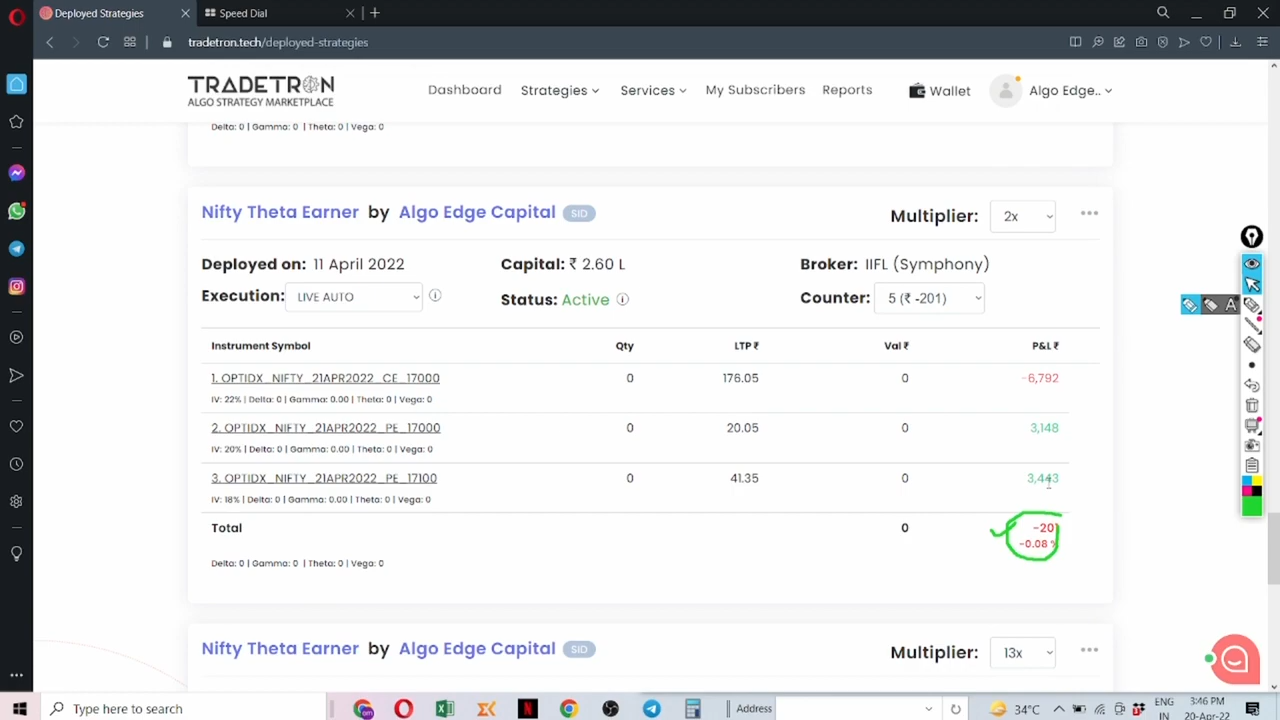 Deployed Strategies
Speed Dial
tradetron.tech/deployed-strategies
TRADETRON
ALGO STRATEGY MARKETPLACE
Dashboard Strategies Services My Subscribers Reports Wallet Algo Edge..
Delta: 0 | Gamma: 0 | Theta: 0 | Vega: 0
Nifty Theta Earner by Algo Edge Capital SID
Multiplier: 2x
Deployed on: 11 April 2022
Capital: ₹ 2.60 L
Broker: IIFL (Symphony)
Execution: LIVE AUTO
Status: Active
Counter: 5 (₹ -201)
Instrument Symbol Qty LTP ₹ Val ₹ P&L ₹
1. OPTIDX_NIFTY_21APR2022_CE_17000 0 176.05 0 -6,792
IV: 22% | Delta: 0 | Gamma: 0.00 | Theta: 0 | Vega: 0
2. OPTIDX_NIFTY_21APR2022_PE_17000 0 20.05 0 3,148
IV: 20% | Delta: 0 | Gamma: 0.00 | Theta: 0 | Vega: 0
3. OPTIDX_NIFTY_21APR2022_PE_17100 0 41.35 0 3,443
IV: 18% | Delta: 0 | Gamma: 0.00 | Theta: 0 | Vega: 0
Total 0 -201
-0.08 %
Delta: 0 | Gamma: 0 | Theta: 0 | Vega: 0
Nifty Theta Earner by Algo Edge Capital SID
Multiplier: 13x
A
Type here to search
Address
34°C
ENG
IN
3:46 PM
20-Apr-22